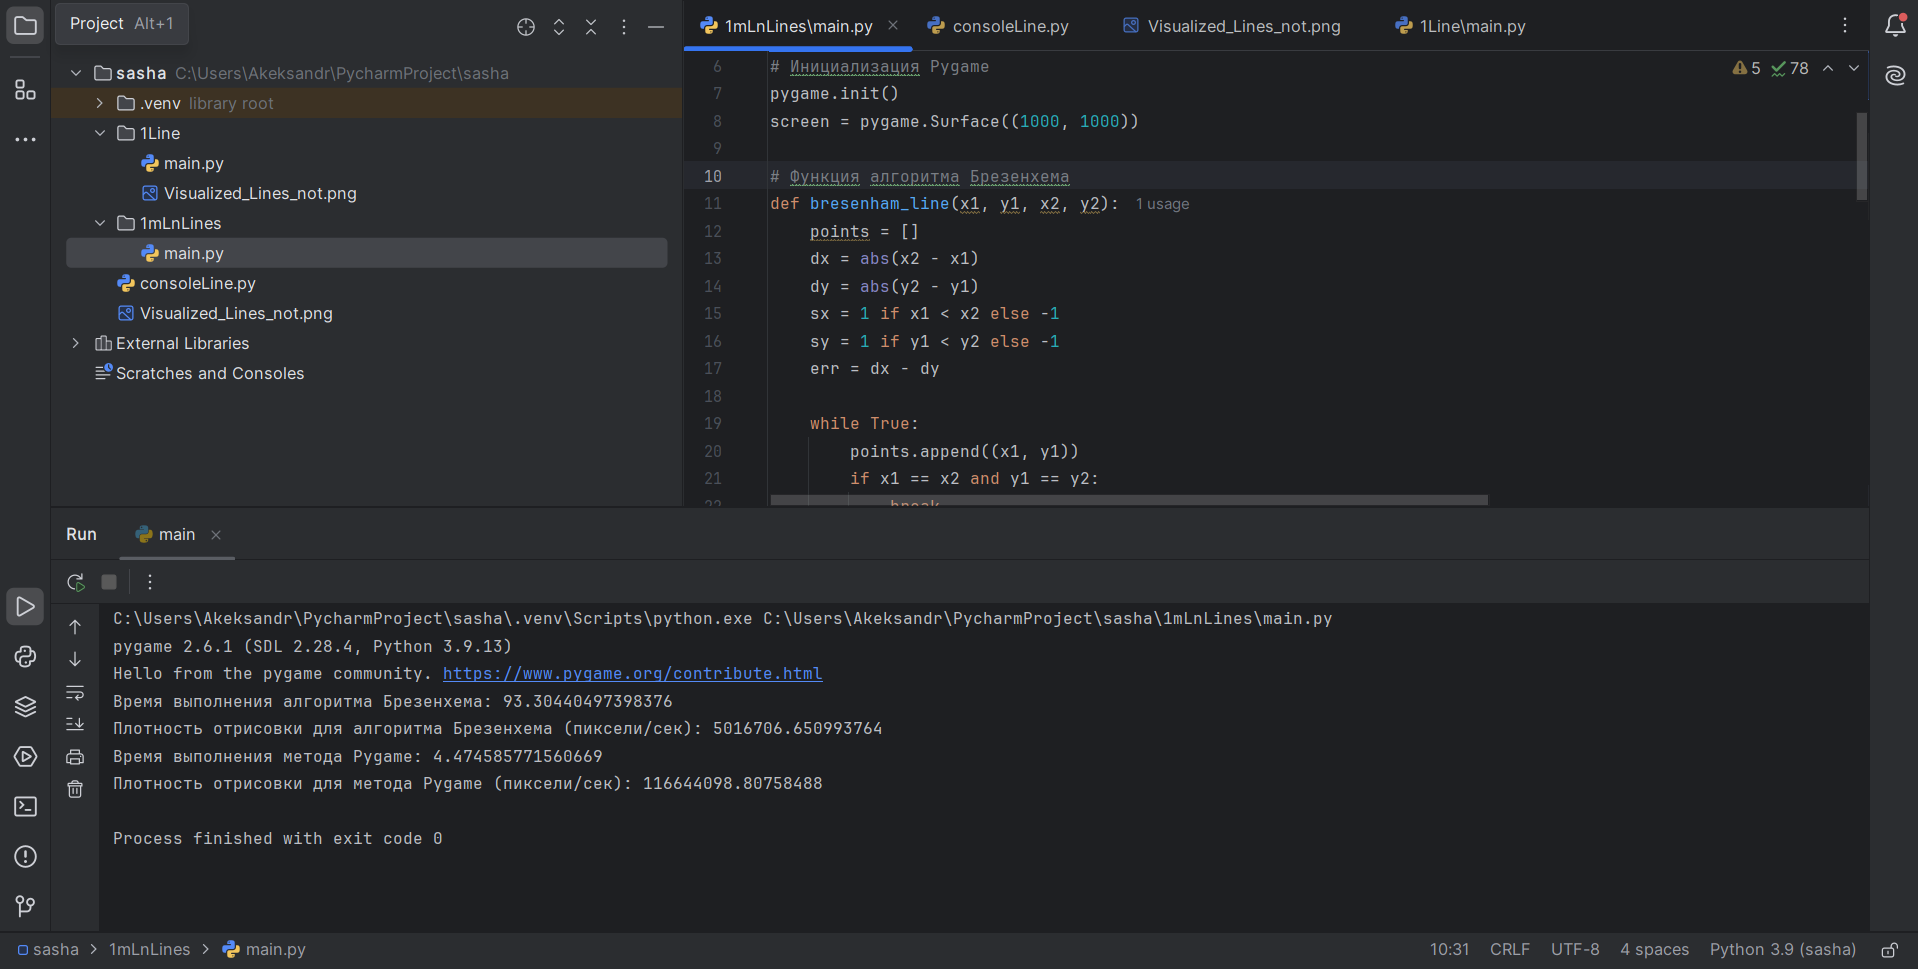 Project Alt+1
sasha C:\Users\Akeksandr\PycharmProject\sasha
.venv library root
1Line
main.py
Visualized_Lines_not.png
1mLnLines
main.py
consoleLine.py
Visualized_Lines_not.png
External Libraries
Scratches and Consoles
1mLnLines\main.py consoleLine.py Visualized_Lines_not.png 1Line\main.py
5 78
6 # Инициализация Pygame
7 pygame.init()
8 screen = pygame.Surface((1000, 1000))
9
10 # Функция алгоритма Брезенхема
11 def bresenham_line(x1, y1, x2, y2): 1 usage
12 points = []
13 dx = abs(x2 - x1)
14 dy = abs(y2 - y1)
15 sx = 1 if x1 < x2 else -1
16 sy = 1 if y1 < y2 else -1
17 err = dx - dy
18
19 while True:
20 points.append((x1, y1))
21 if x1 == x2 and y1 == y2:
22 break
Run main
C:\Users\Akeksandr\PycharmProject\sasha\.venv\Scripts\python.exe C:\Users\Akeksandr\PycharmProject\sasha\1mLnLines\main.py
pygame 2.6.1 (SDL 2.28.4, Python 3.9.13)
Hello from the pygame community. https://www.pygame.org/contribute.html
Время выполнения алгоритма Брезенхема: 93.30440497398376
Плотность отрисовки для алгоритма Брезенхема (пиксели/сек): 5016706.650993764
Время выполнения метода Pygame: 4.474585771560669
Плотность отрисовки для метода Pygame (пиксели/сек): 116644098.80758488
Process finished with exit code 0
sasha > 1mLnLines > main.py
10:31 CRLF UTF-8 4 spaces Python 3.9 (sasha)